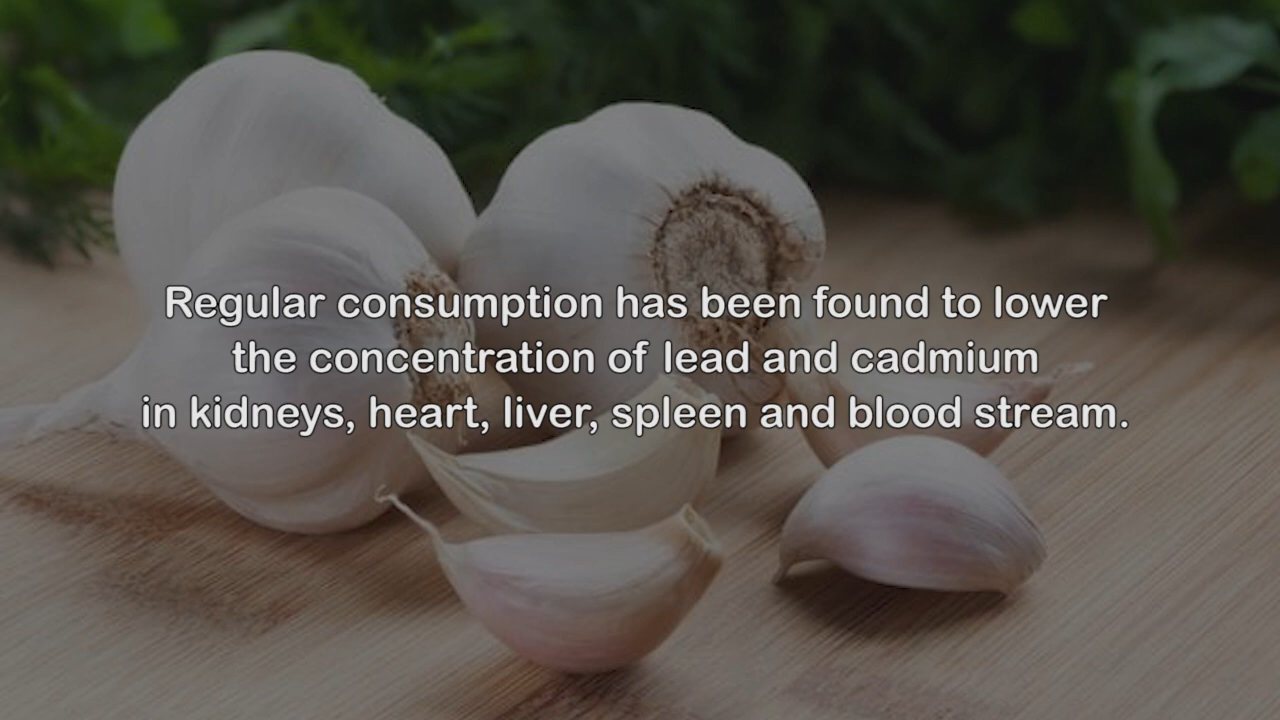 Regular consumption has been found to lower
the concentration of lead and cadmium
in kidneys, heart, liver, spleen and blood stream.